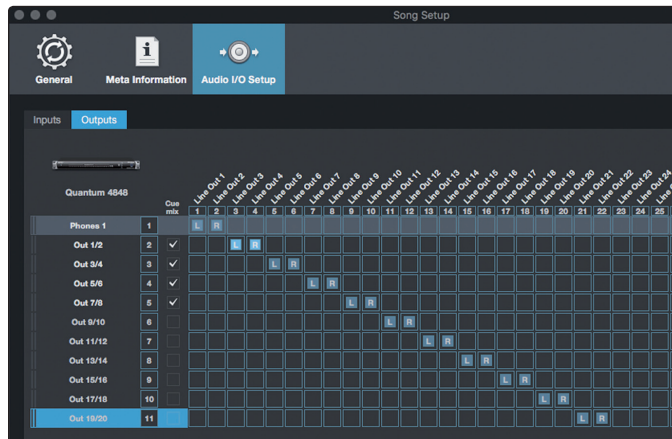 Song Setup
General
Meta Information
Audio I/O Setup
Inputs
Outputs
Quantum 4848
Cue mix
Line Out 1
Line Out 2
Line Out 3
Line Out 4
Line Out 5
Line Out 6
Line Out 7
Line Out 8
Line Out 9
Line Out 10
Line Out 11
Line Out 12
Line Out 13
Line Out 14
Line Out 15
Line Out 16
Line Out 17
Line Out 18
Line Out 19
Line Out 20
Line Out 21
Line Out 22
Line Out 23
Line Out 24
1 2 3 4 5 6 7 8 9 10 11 12 13 14 15 16 17 18 19 20 21 22 23 24 25
Phones 1 1 L R
Out 1/2 2 L R
Out 3/4 3 L R
Out 5/6 4 L R
Out 7/8 5 L R
Out 9/10 6 L R
Out 11/12 7 L R
Out 13/14 8 L R
Out 15/16 9 L R
Out 17/18 10 L R
Out 19/20 11 L R